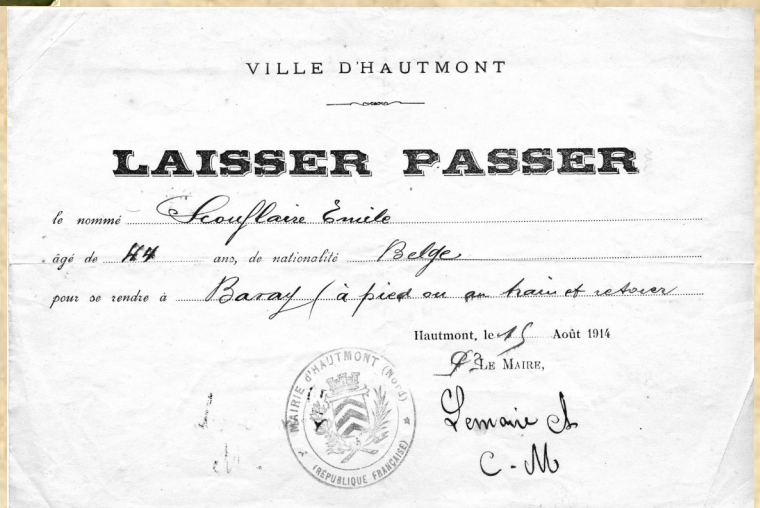 VILLE D'HAUTMONT
LAISSER PASSER
le nommé Scouflaire Émile
âgé de 44 ans, de nationalité Belge
pour se rendre à Bavay (à pied ou au train et retour
Hautmont, le 15 Août 1914
LE MAIRE,
Lemaire A
C-M
MAIRIE D'HAUTMONT (Nord)
(RÉPUBLIQUE FRANÇAISE)